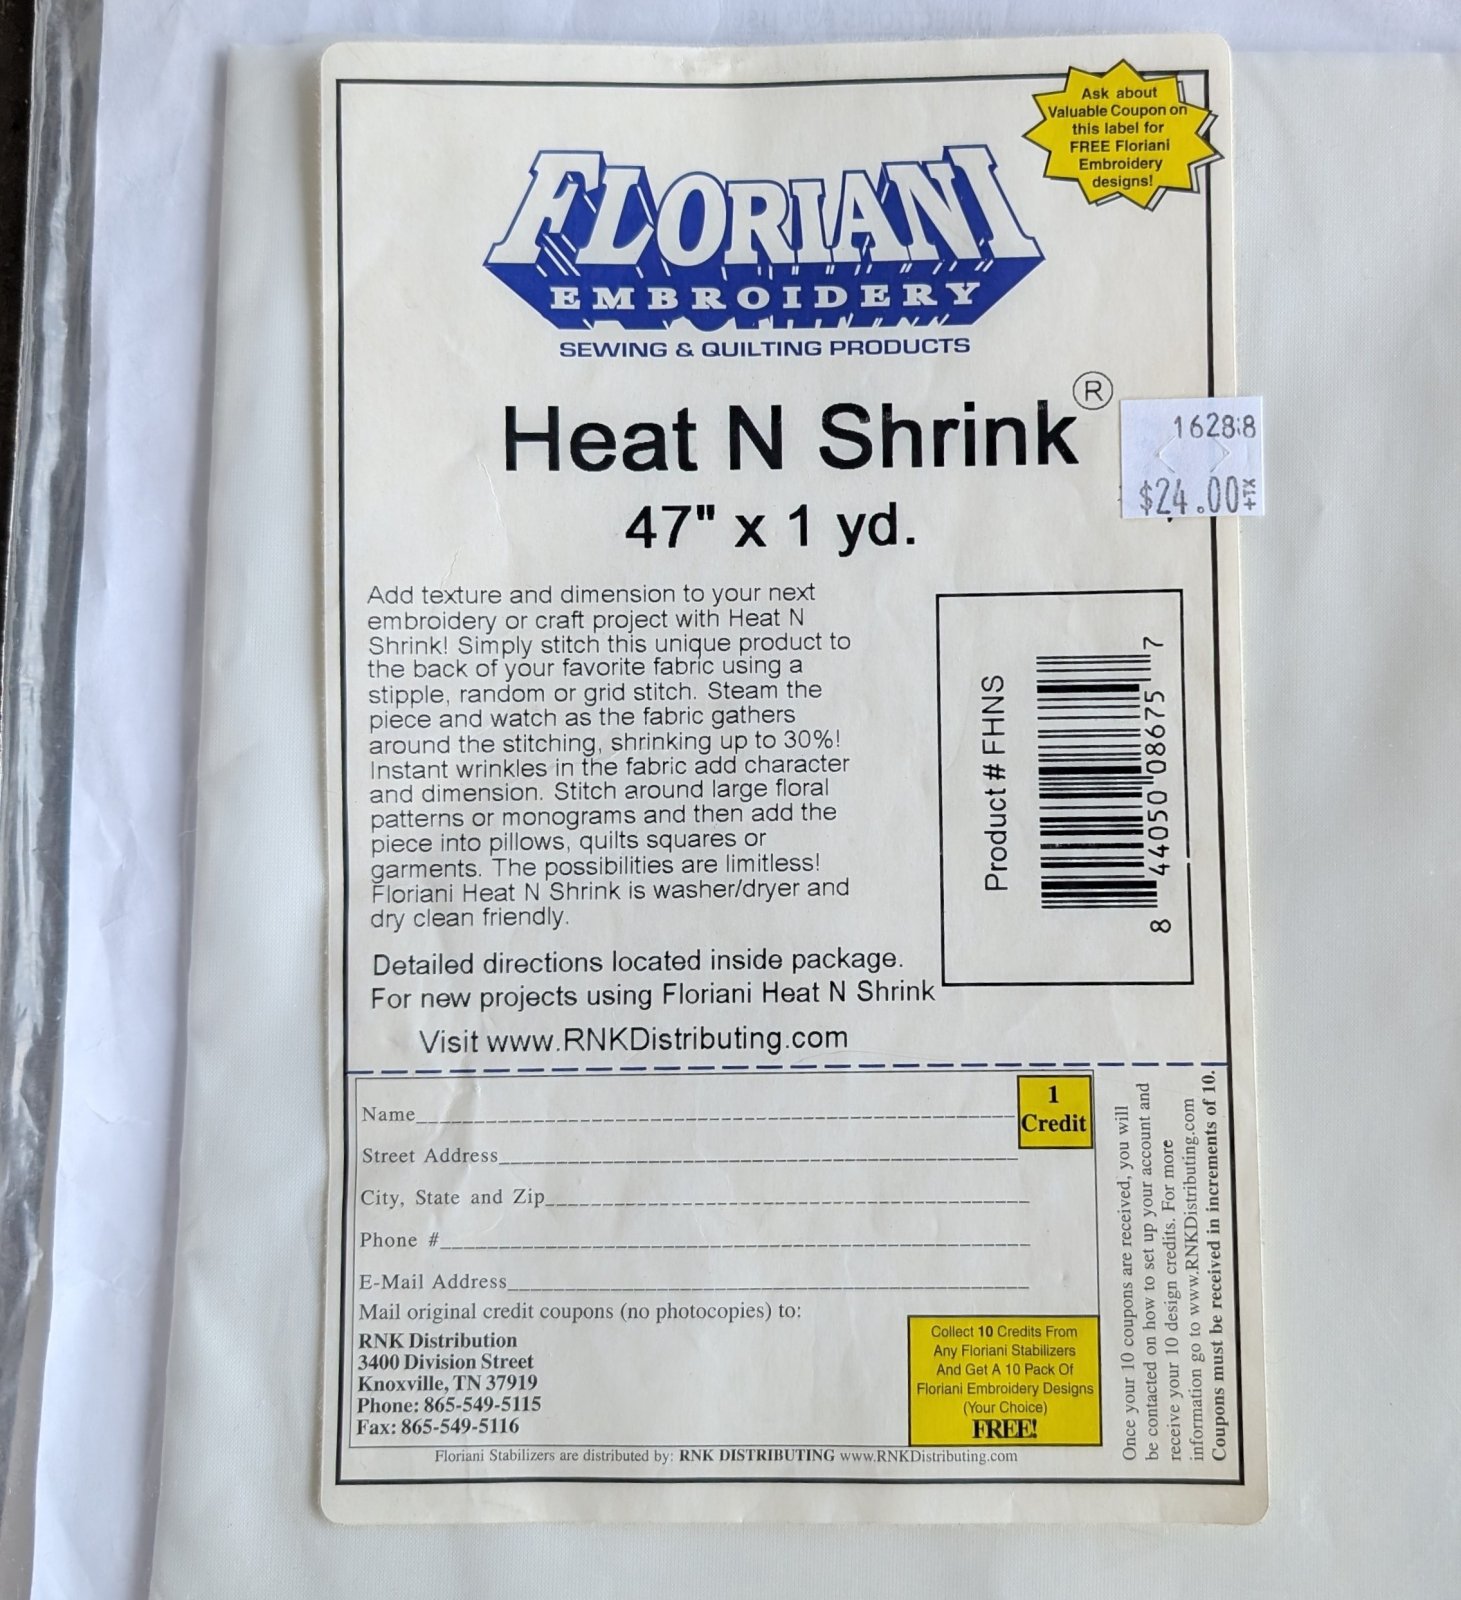 Ask about
Valuable Coupon on
this label for
FREE Floriani
Embroidery
designs!
FLORIANI
EMBROIDERY
SEWING & QUILTING PRODUCTS
Heat N Shrink®
47" x 1 yd.
16288
$24.00+TX
Add texture and dimension to your next
embroidery or craft project with Heat N
Shrink! Simply stitch this unique product to
the back of your favorite fabric using a
stipple, random or grid stitch. Steam the
piece and watch as the fabric gathers
around the stitching, shrinking up to 30%!
Instant wrinkles in the fabric add character
and dimension. Stitch around large floral
patterns or monograms and then add the
piece into pillows, quilts squares or
garments. The possibilities are limitless!
Floriani Heat N Shrink is washer/dryer and
dry clean friendly.
Product # FHNS
8 44050 08675 7
Detailed directions located inside package.
For new projects using Floriani Heat N Shrink
Visit www.RNKDistributing.com
Name
1
Credit
Street Address
City, State and Zip
Phone #
E-Mail Address
Mail original credit coupons (no photocopies) to:
RNK Distribution
3400 Division Street
Knoxville, TN 37919
Phone: 865-549-5115
Fax: 865-549-5116
Collect 10 Credits From
Any Floriani Stabilizers
And Get A 10 Pack Of
Floriani Embroidery Designs
(Your Choice)
FREE!
Once your 10 coupons are received, you will
be contacted on how to set up your account and
receive your 10 design credits. For more
information go to www.RNKDistributing.com
Coupons must be received in increments of 10.
Floriani Stabilizers are distributed by: RNK DISTRIBUTING www.RNKDistributing.com